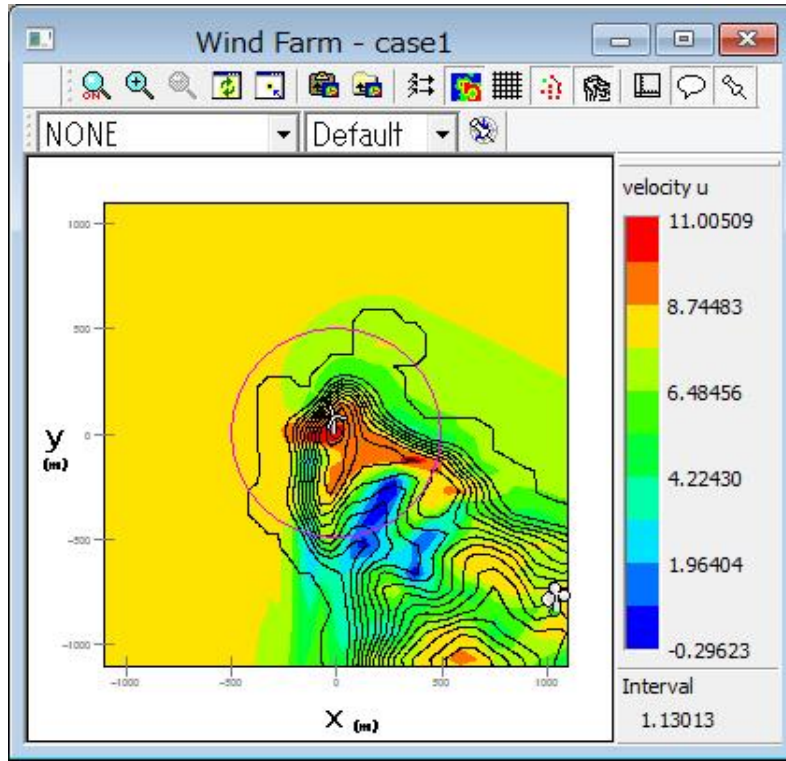 Wind Farm - case1
ON
NONE
Default
velocity u
11.00509
8.74483
6.48456
4.22430
1.96404
-0.29623
Interval
1.13013
1000
500
0
-500
-1000
y
(m)
-1000
-500
0
500
1000
x (m)